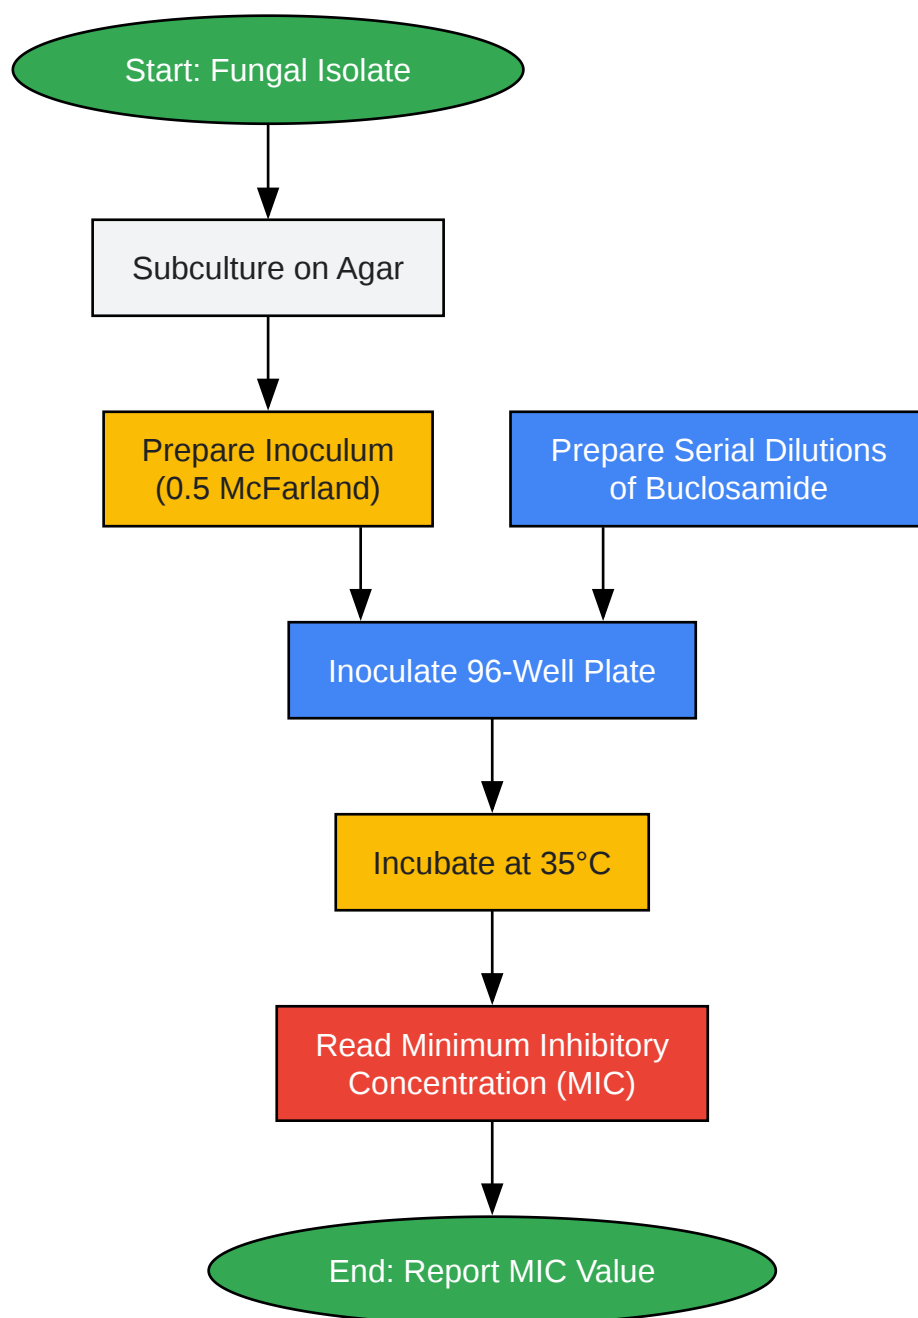 Start: Fungal Isolate
Subculture on Agar
Prepare Inoculum
(0.5 McFarland)
Prepare Serial Dilutions
of Buclosamide
Inoculate 96-Well Plate
Incubate at 35°C
Read Minimum Inhibitory
Concentration (MIC)
End: Report MIC Value